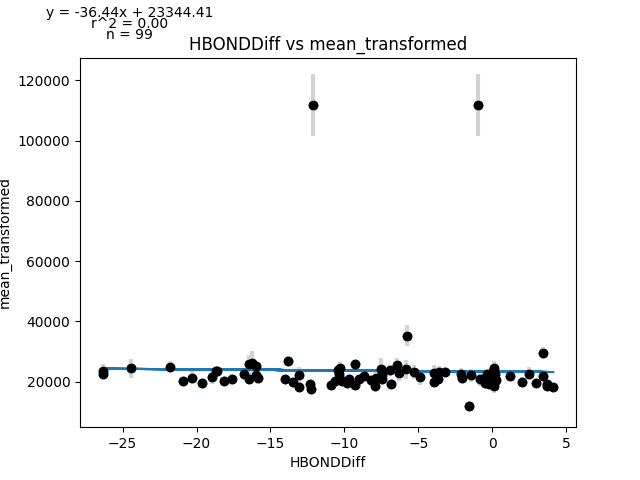 y = -36.44x + 23344.41
r^2 = 0.00
n = 99
HBONDDiff vs mean_transformed
mean_transformed
120000
100000
80000
60000
40000
20000
−25
−20
−15
−10
−5
0
5
HBONDDiff